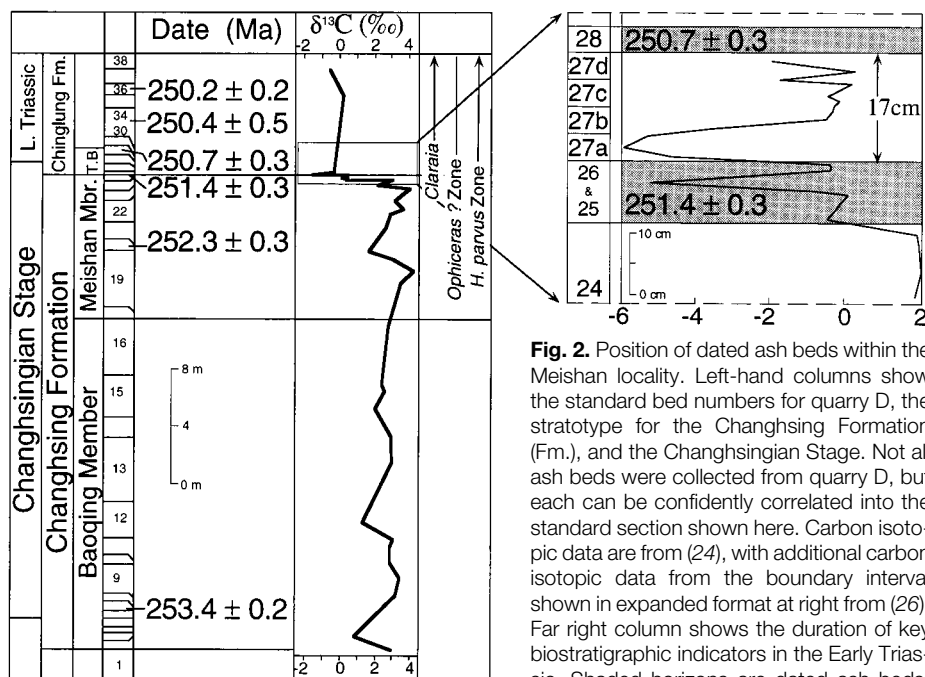 Date (Ma)
δ13C (‰)
-2 0 2 4
L. Triassic
Chinglung Fm.
T.B
Changhsingian Stage
Changhsing Formation
Meishan Mbr.
Baoqing Member
38
36
34
30
22
19
16
15
13
12
9
1
250.2 ± 0.2
250.4 ± 0.5
250.7 ± 0.3
251.4 ± 0.3
252.3 ± 0.3
253.4 ± 0.2
8 m
4
0 m
-2 0 2 4
Claraia
Ophiceras ? Zone
H. parvus Zone
28
27d
27c
27b
27a
26
&
25
24
250.7 ± 0.3
17cm
251.4 ± 0.3
10 cm
0 cm
-6 -4 -2 0 2
Fig. 2. Position of dated ash beds within the
Meishan locality. Left-hand columns show
the standard bed numbers for quarry D, the
stratotype for the Changhsing Formation
(Fm.), and the Changhsingian Stage. Not al
ash beds were collected from quarry D, but
each can be confidently correlated into the
standard section shown here. Carbon isoto-
pic data are from (24), with additional carbon
isotopic data from the boundary interva
shown in expanded format at right from (26)
Far right column shows the duration of key
biostratigraphic indicators in the Early Trias-
sic. Shaded horizons are dated ash beds